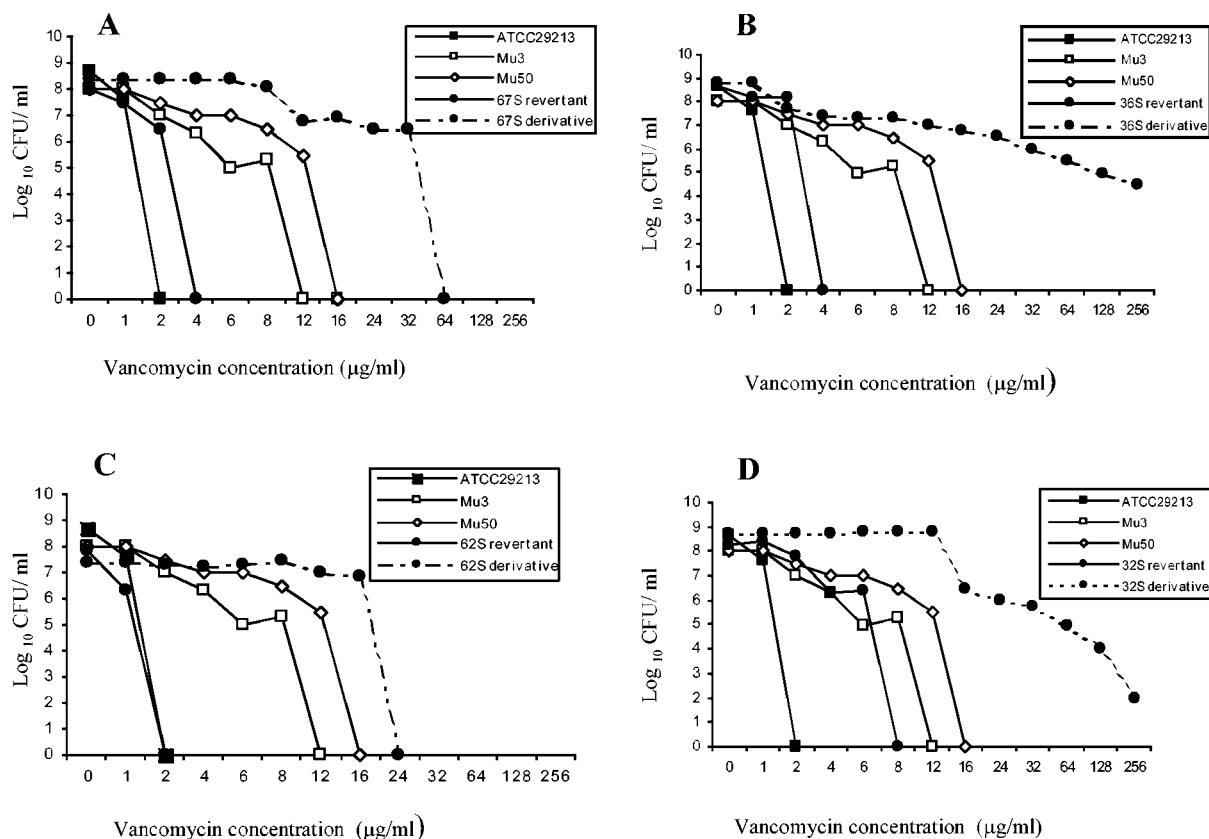 A
ATCC29213
Mu3
Mu50
67S revertant
67S derivative
Log 10 CFU/ ml
10
9
8
7
6
5
4
3
2
1
0
0 1 2 4 6 8 12 16 24 32 64 128 256
Vancomycin concentration (µg/ml)
B
ATCC29213
Mu3
Mu50
36S revertant
36S derivative
Log 10 CFU/ ml
10
9
8
7
6
5
4
3
2
1
0
0 1 2 4 6 8 12 16 24 32 64 128 256
Vancomycin concentration (µg/ml)
C
ATCC29213
Mu3
Mu50
62S revertant
62S derivative
Log 10 CFU/ ml
10
9
8
7
6
5
4
3
2
1
0
0 1 2 4 6 8 12 16 24 32 64 128 256
Vancomycin concentration (µg/ml)
D
ATCC29213
Mu3
Mu50
32S revertant
32S derivative
Log 10 CFU/ ml
10
9
8
7
6
5
4
3
2
1
0
0 1 2 4 6 8 12 16 24 32 64 128 256
Vancomycin concentration (µg/ml)